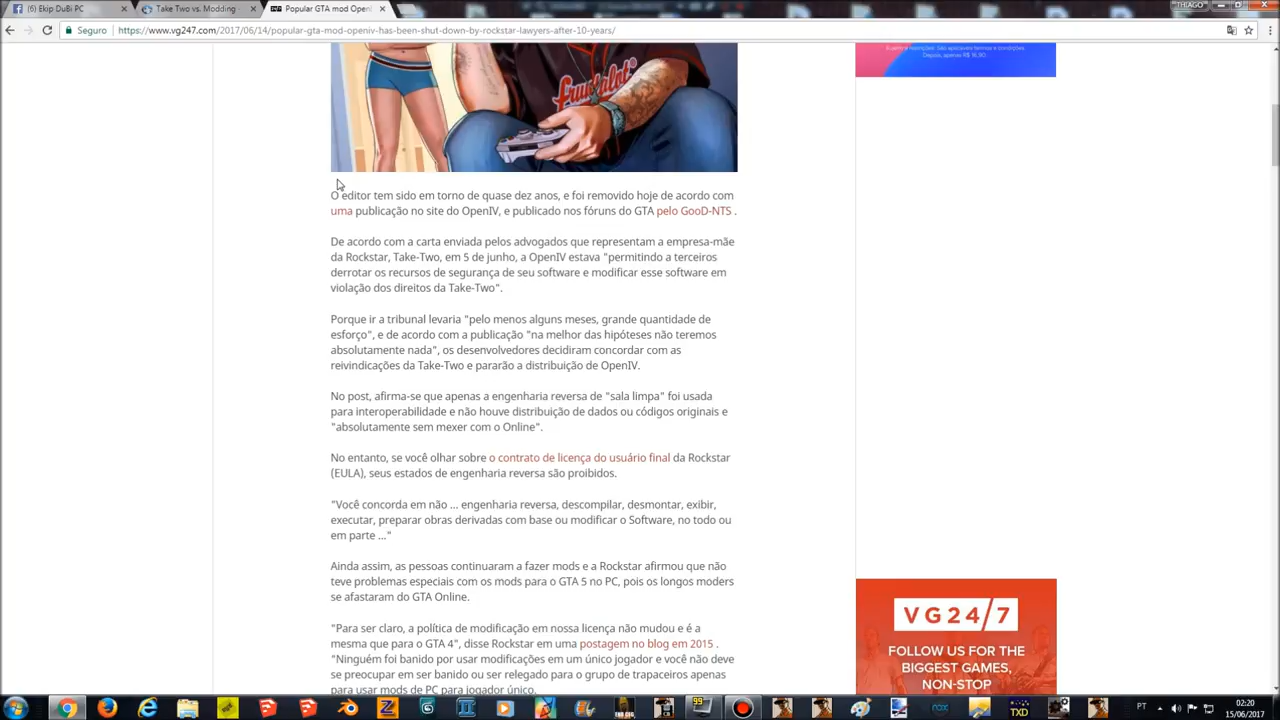 (6) Ekip DuBi PC
Take Two vs. Modding
Popular GTA mod OpenI
THIAGO
Seguro
https://www.vg247.com/2017/06/14/popular-gta-mod-openiv-has-been-shut-down-by-rockstar-lawyers-after-10-years/
Depois, apenas R$ 16,90.
O editor tem sido em torno de quase dez anos, e foi removido hoje de acordo com
uma publicação no site do OpenIV, e publicado nos fóruns do GTA pelo GooD-NTS .
De acordo com a carta enviada pelos advogados que representam a empresa-mãe
da Rockstar, Take-Two, em 5 de junho, a OpenIV estava "permitindo a terceiros
derrotar os recursos de segurança de seu software e modificar esse software em
violação dos direitos da Take-Two".
Porque ir a tribunal levaria "pelo menos alguns meses, grande quantidade de
esforço", e de acordo com a publicação "na melhor das hipóteses não teremos
absolutamente nada", os desenvolvedores decidiram concordar com as
reivindicações da Take-Two e pararão a distribuição de OpenIV.
No post, afirma-se que apenas a engenharia reversa de "sala limpa" foi usada
para interoperabilidade e não houve distribuição de dados ou códigos originais e
"absolutamente sem mexer com o Online".
No entanto, se você olhar sobre o contrato de licença do usuário final da Rockstar
(EULA), seus estados de engenharia reversa são proibidos.
"Você concorda em não ... engenharia reversa, descompilar, desmontar, exibir,
executar, preparar obras derivadas com base ou modificar o Software, no todo ou
em parte ..."
Ainda assim, as pessoas continuaram a fazer mods e a Rockstar afirmou que não
teve problemas especiais com os mods para o GTA 5 no PC, pois os longos moders
se afastaram do GTA Online.
"Para ser claro, a política de modificação em nossa licença não mudou e é a
mesma que para o GTA 4", disse Rockstar em uma postagem no blog em 2015 .
"Ninguém foi banido por usar modificações em um único jogador e você não deve
se preocupar em ser banido ou ser relegado para o grupo de trapaceiros apenas
para usar mods de PC para jogador único.
VG24/7
FOLLOW US FOR THE
BIGGEST GAMES,
NON-STOP
99
TXD
PT
02:20
15/06/2017